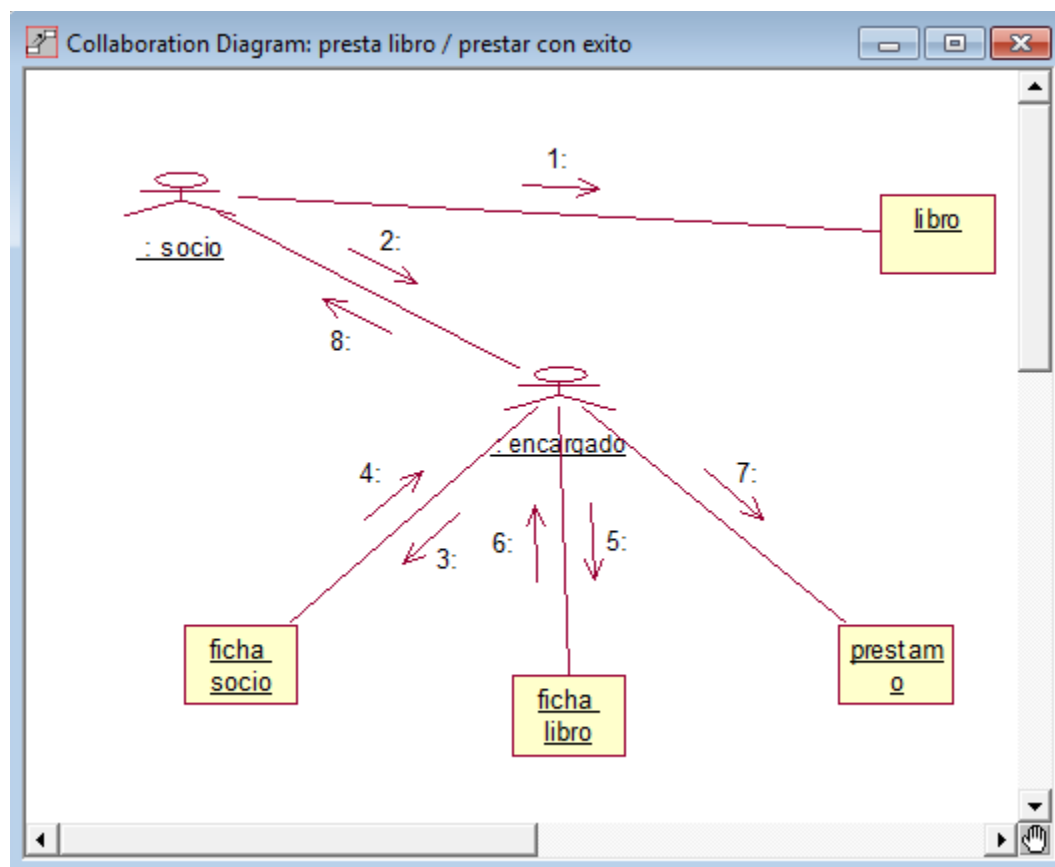 Collaboration Diagram: presta libro / prestar con exito
1:
libro
: socio
2:
8:
: encargado
4:
7:
6:
5:
3:
ficha
socio
prestam
o
ficha
libro